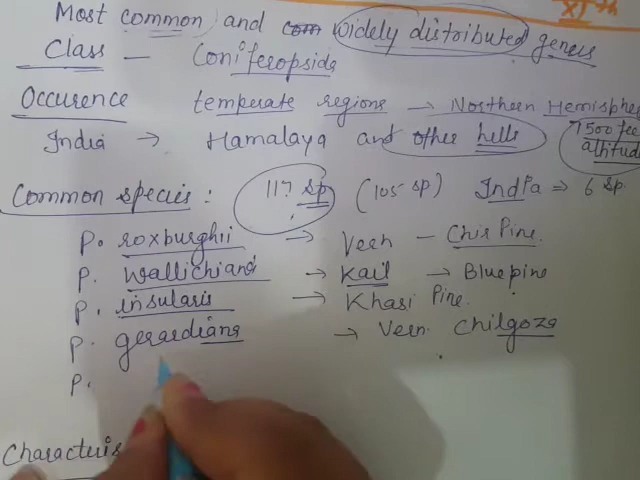 Most common and com widely distributed genus
Class - Coniferopsida
Occurence temperate regions → Northern Hemisphe
India → Hamalaya and other hills 1500 fee
altitud
Common species : 117 sp (105 sp) India ⇒ 6 sp.
P. roxburghii → Vern - Chir Pine.
P. Wallichiana → Kail → Bluepine
P. insularis → Khasi Pine.
P. gerardiana → Vern. Chilgoza
P.
Characteris